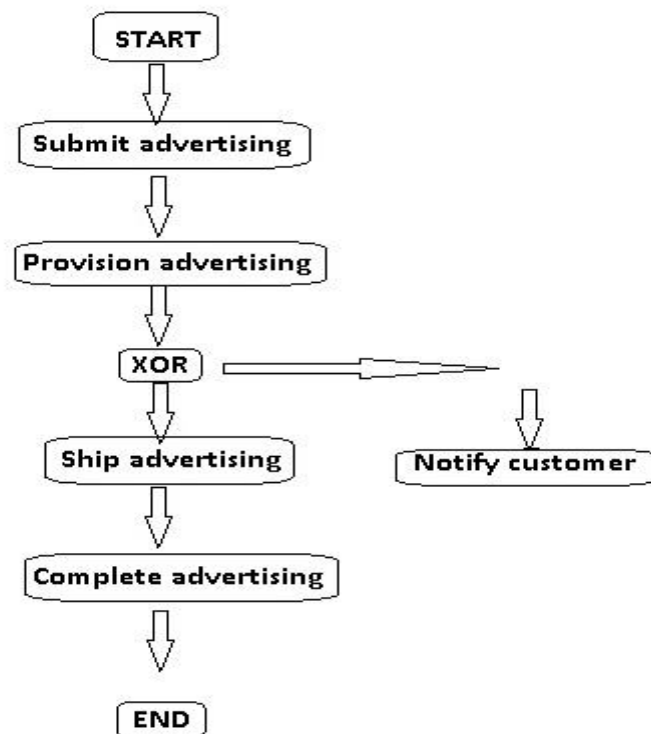 START
Submit advertising
Provision advertising
XOR
Ship advertising
Notify customer
Complete advertising
END